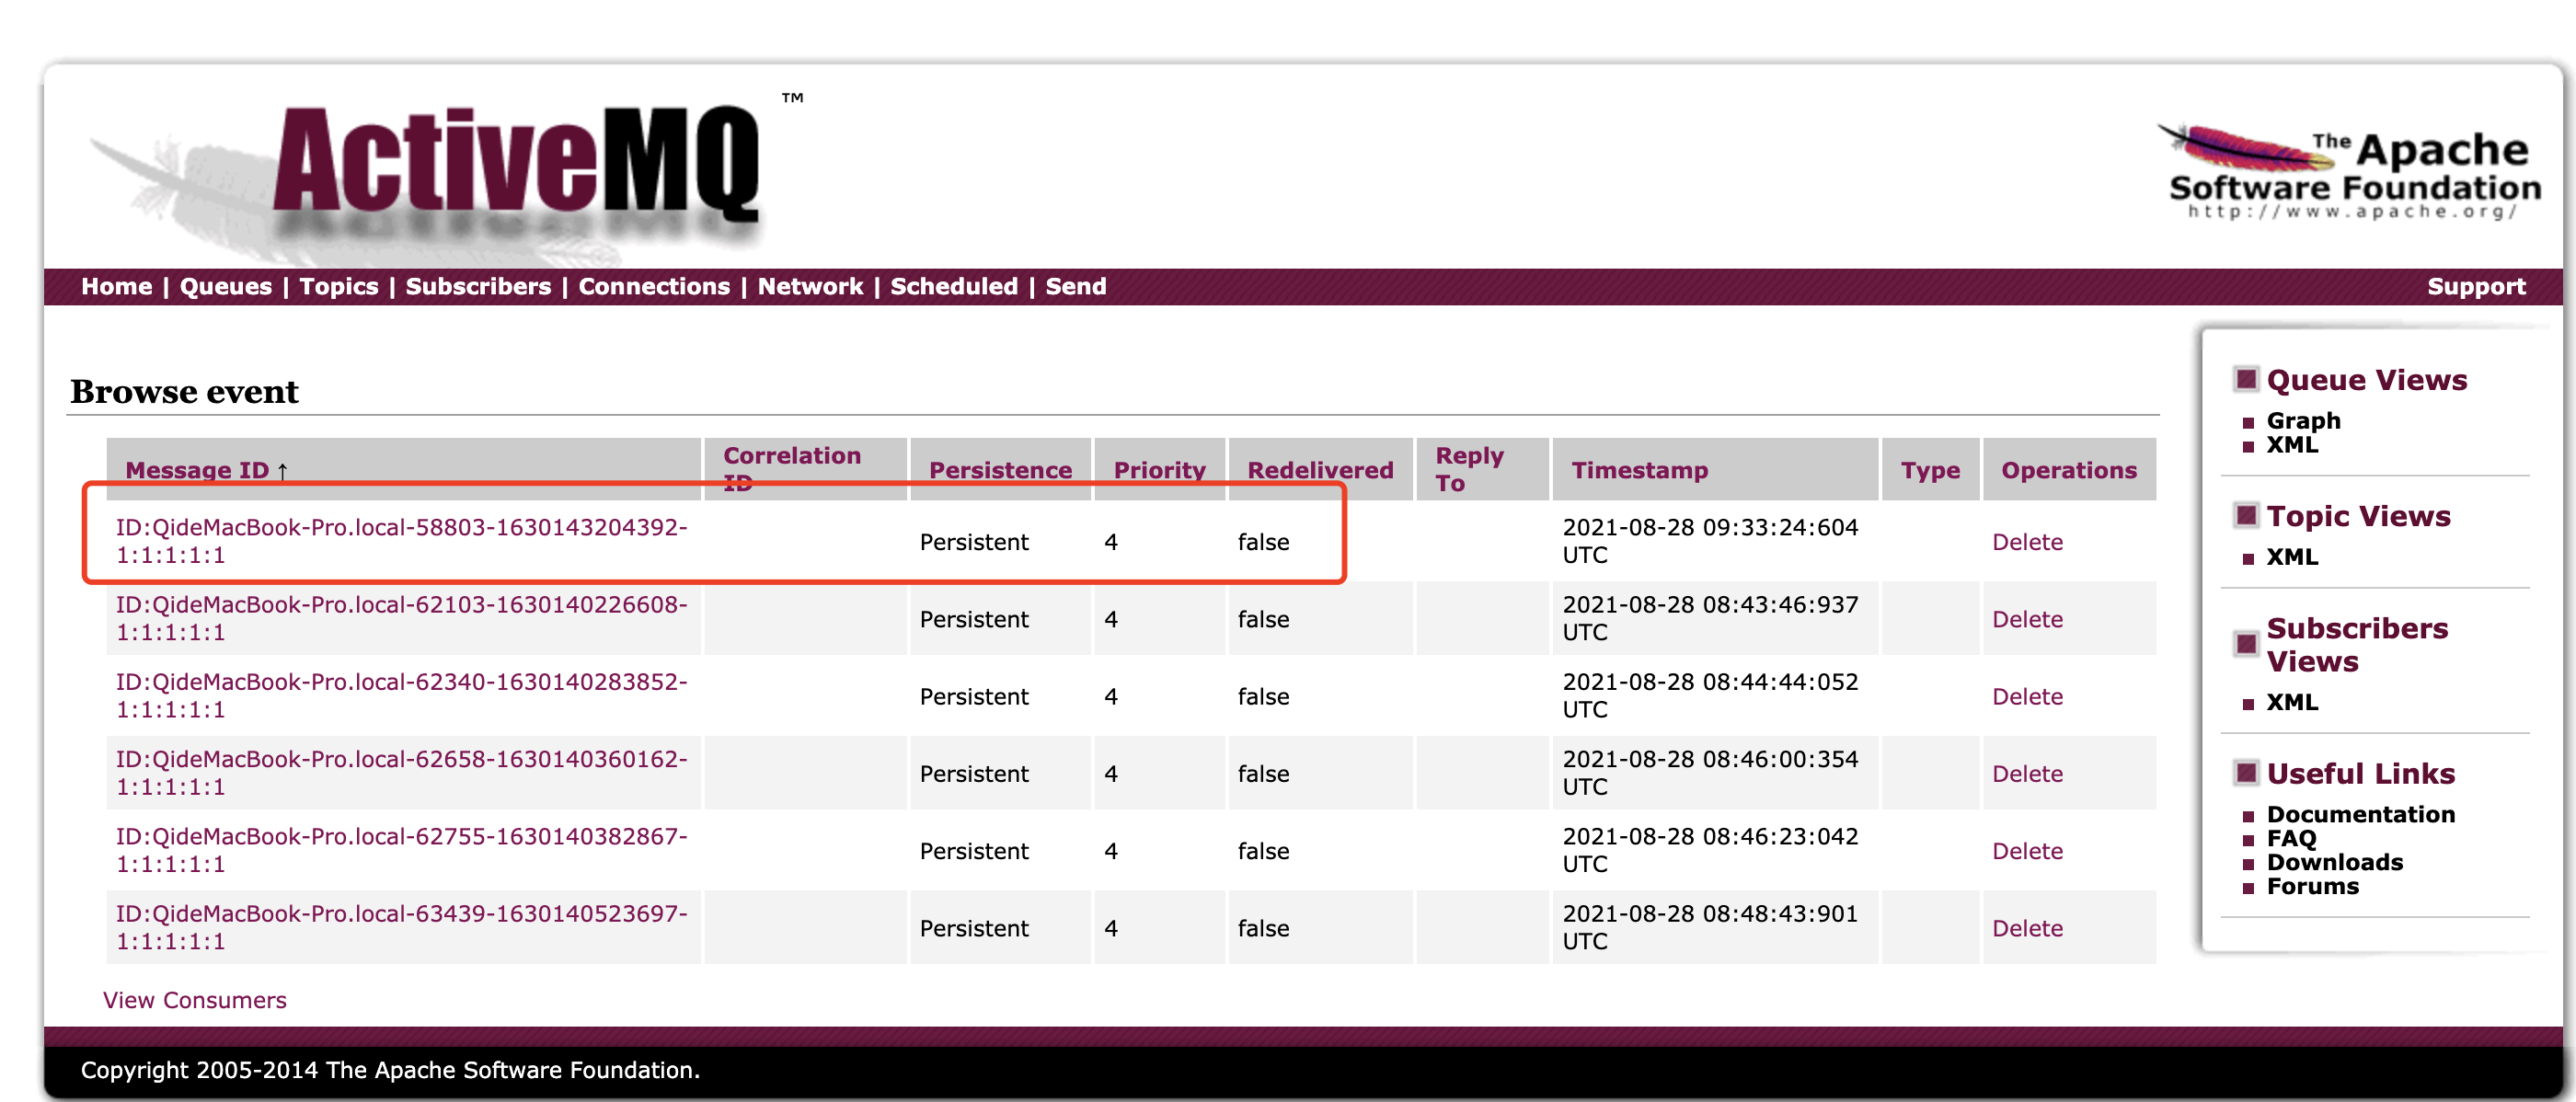 ActiveMQ ™
The Apache
Software Foundation
http://www.apache.org/
Home | Queues | Topics | Subscribers | Connections | Network | Scheduled | Send
Support
Browse event
Message ID ↑ Correlation ID Persistence Priority Redelivered Reply To Timestamp Type Operations
ID:QideMacBook-Pro.local-58803-1630143204392-
1:1:1:1:1
Persistent 4 false 2021-08-28 09:33:24:604 UTC Delete
ID:QideMacBook-Pro.local-62103-1630140226608-
1:1:1:1:1
Persistent 4 false 2021-08-28 08:43:46:937 UTC Delete
ID:QideMacBook-Pro.local-62340-1630140283852-
1:1:1:1:1
Persistent 4 false 2021-08-28 08:44:44:052 UTC Delete
ID:QideMacBook-Pro.local-62658-1630140360162-
1:1:1:1:1
Persistent 4 false 2021-08-28 08:46:00:354 UTC Delete
ID:QideMacBook-Pro.local-62755-1630140382867-
1:1:1:1:1
Persistent 4 false 2021-08-28 08:46:23:042 UTC Delete
ID:QideMacBook-Pro.local-63439-1630140523697-
1:1:1:1:1
Persistent 4 false 2021-08-28 08:48:43:901 UTC Delete
View Consumers
Queue Views
Graph
XML
Topic Views
XML
Subscribers
Views
XML
Useful Links
Documentation
FAQ
Downloads
Forums
Copyright 2005-2014 The Apache Software Foundation.